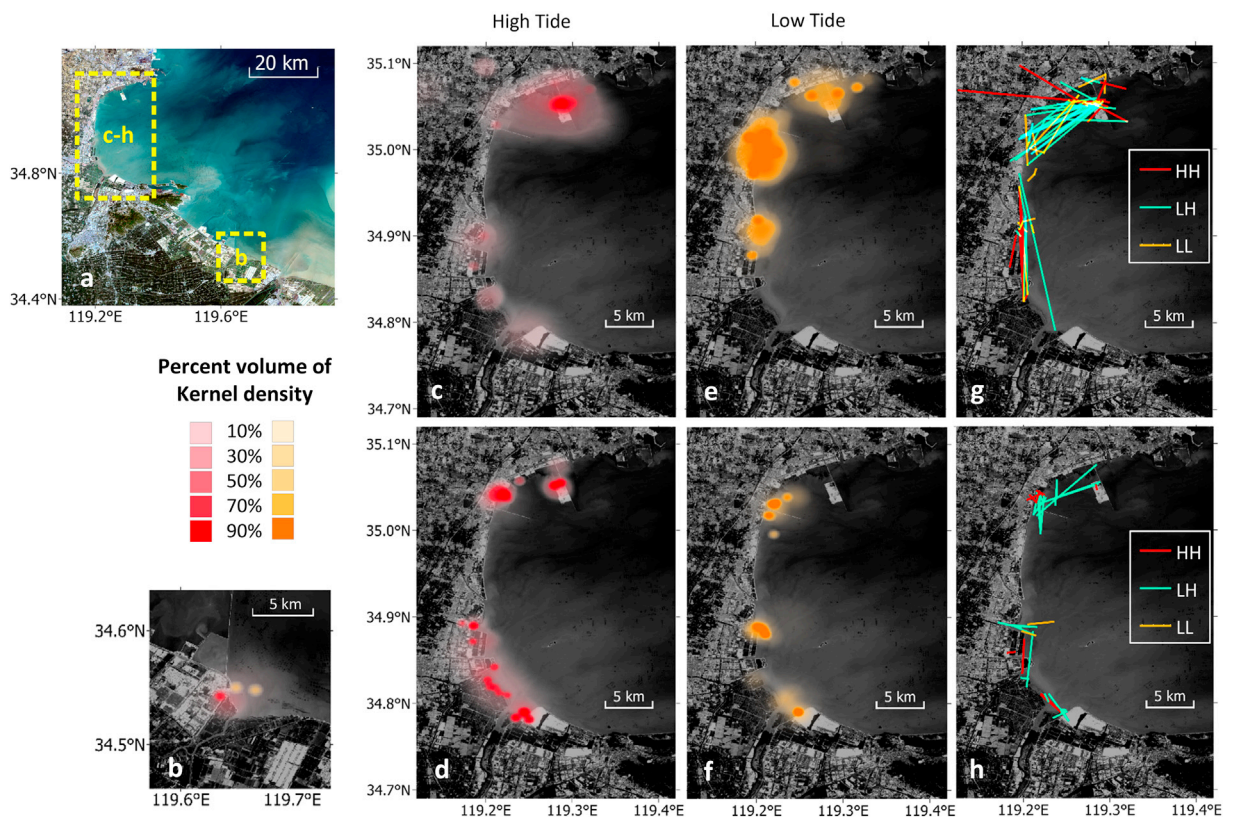 High Tide
Low Tide
20 km
c-h
b
a
34.8°N
34.4°N
119.2°E
119.6°E
Percent volume of
Kernel density
10%
30%
50%
70%
90%
5 km
34.6°N
34.5°N
b
119.6°E
119.7°E
35.1°N
35.0°N
34.9°N
34.8°N
34.7°N
5 km
c
5 km
e
HH
LH
LL
5 km
g
35.1°N
35.0°N
34.9°N
34.8°N
34.7°N
5 km
d
5 km
f
HH
LH
LL
5 km
h
119.2°E
119.3°E
119.4°E
119.2°E
119.3°E
119.4°E
119.2°E
119.3°E
119.4°E